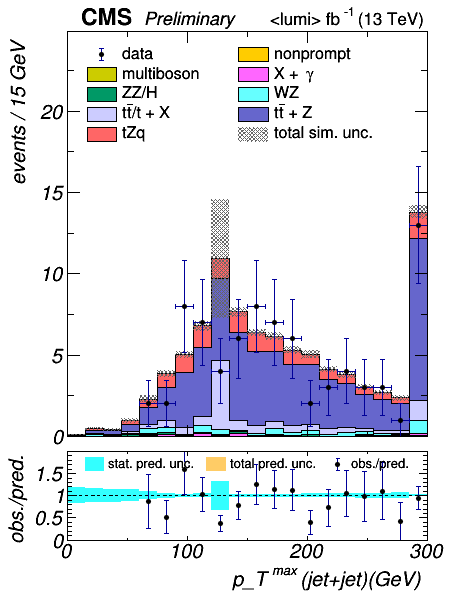 CMS Preliminary <lumi> fb⁻¹ (13 TeV)
events / 15 GeV
data
nonprompt
multiboson
X + γ
ZZ/H
WZ
tt̄/t + X
tt̄ + Z
tZq
total sim. unc.
20
15
10
5
0
obs./pred.
stat. pred. unc.
total pred. unc.
obs./pred.
1.5
1
0.5
0
0 100 200 300
p_T^max (jet+jet)(GeV)